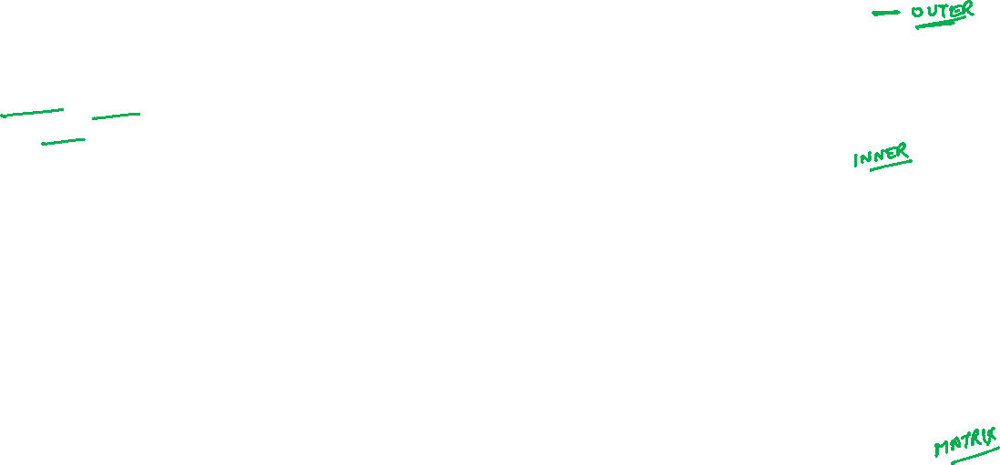 OUTER
INNER
MATRIX